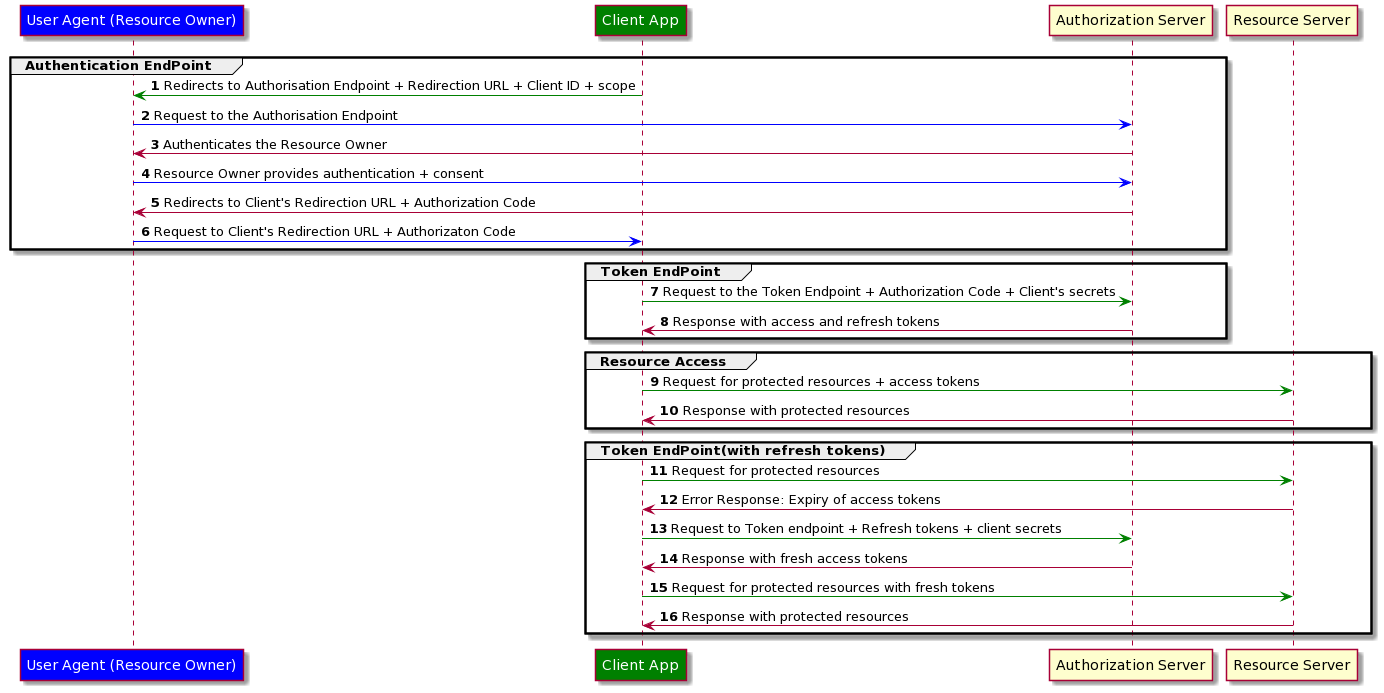 User Agent (Resource Owner) Client App Authorization Server Resource Server
Authentication EndPoint
1 Redirects to Authorisation Endpoint + Redirection URL + Client ID + scope
2 Request to the Authorisation Endpoint
3 Authenticates the Resource Owner
4 Resource Owner provides authentication + consent
5 Redirects to Client's Redirection URL + Authorization Code
6 Request to Client's Redirection URL + Authorizaton Code
Token EndPoint
7 Request to the Token Endpoint + Authorization Code + Client's secrets
8 Response with access and refresh tokens
Resource Access
9 Request for protected resources + access tokens
10 Response with protected resources
Token EndPoint(with refresh tokens)
11 Request for protected resources
12 Error Response: Expiry of access tokens
13 Request to Token endpoint + Refresh tokens + client secrets
14 Response with fresh access tokens
15 Request for protected resources with fresh tokens
16 Response with protected resources
User Agent (Resource Owner) Client App Authorization Server Resource Server